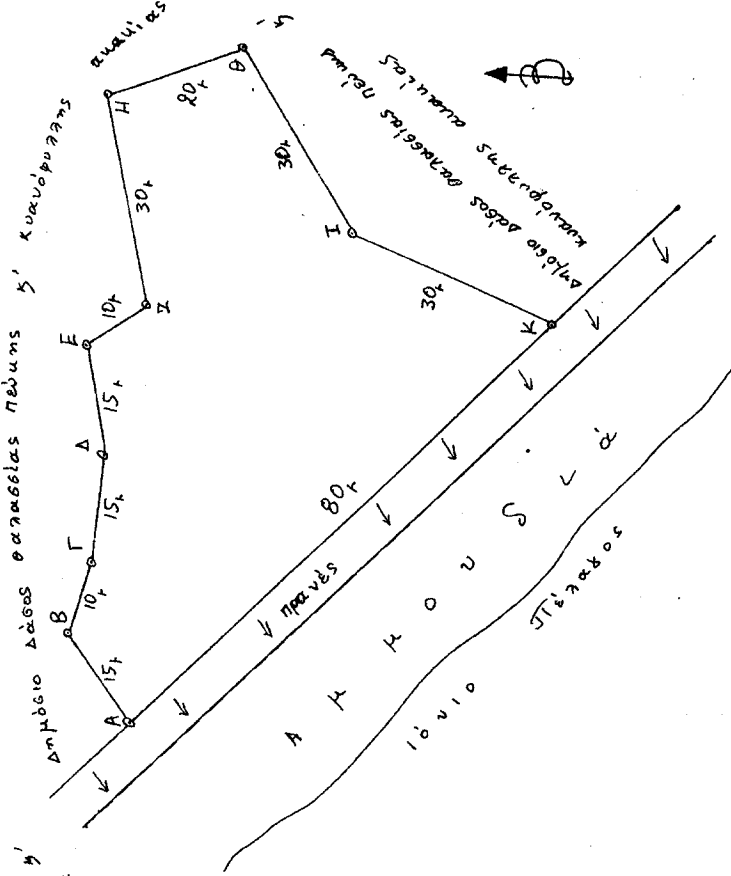 Δημόσιο Δάσος θαλασσίας πεύκης κ' κυανόφυλλης ακακίας
κ'
Δημόσιο Δάσος θαλασσίας πεύκης
κυανόφυλλης ακακίας
κ'
Β
Α
Β
Γ
Δ
Ε
Ζ
Η
Θ
Ι
Κ
15μ
10μ
15μ
15μ
10μ
30μ
20μ
30μ
30μ
80μ
πρανές
Αμμουδιά
Ιόνιο Πέλαγος